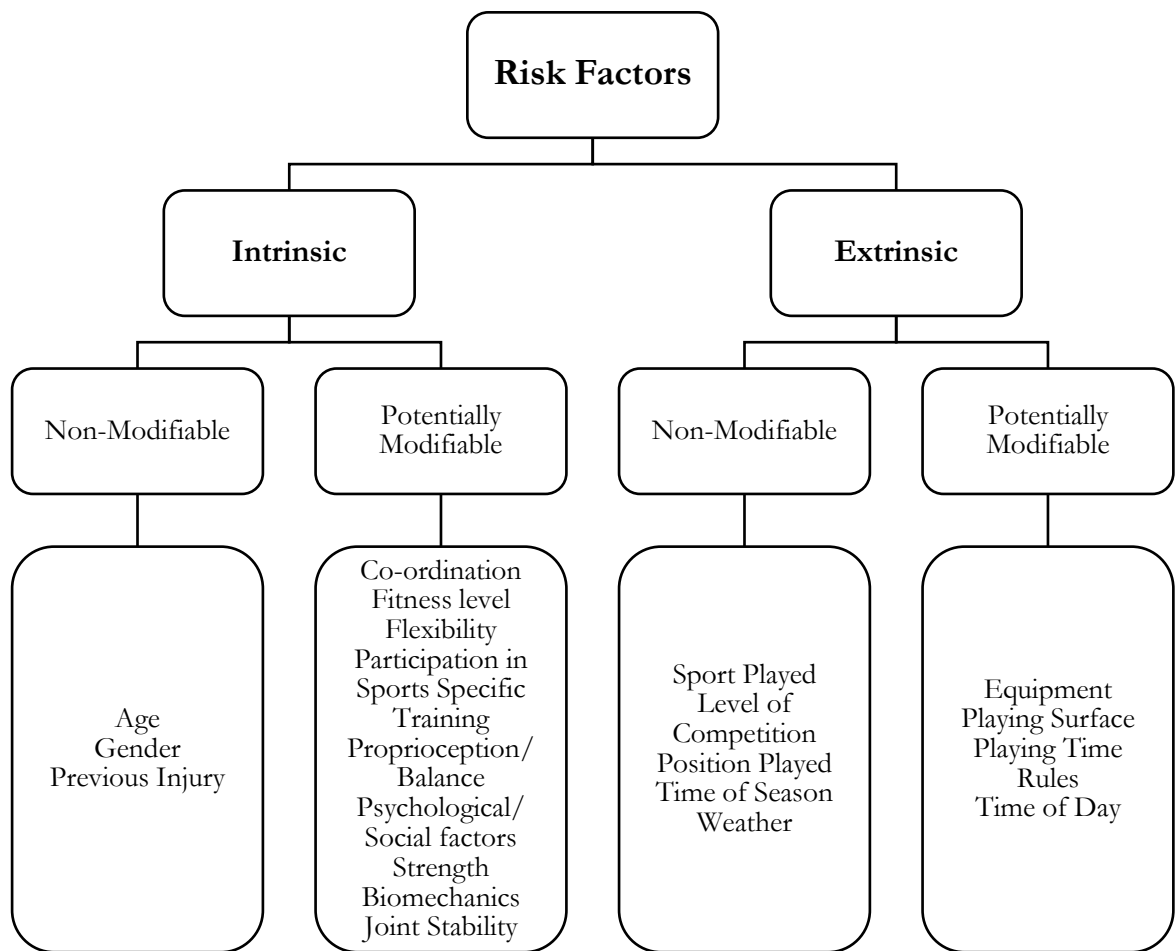 Risk Factors
Intrinsic
Extrinsic
Non-Modifiable
Potentially
Modifiable
Non-Modifiable
Potentially
Modifiable
Age
Gender
Previous Injury
Co-ordination
Fitness level
Flexibility
Participation in
Sports Specific
Training
Proprioception/
Balance
Psychological/
Social factors
Strength
Biomechanics
Joint Stability
Sport Played
Level of
Competition
Position Played
Time of Season
Weather
Equipment
Playing Surface
Playing Time
Rules
Time of Day